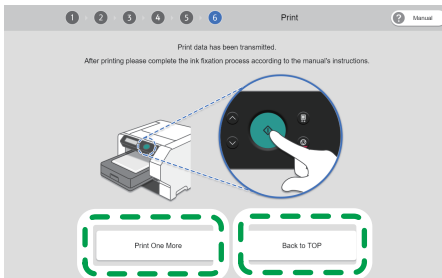 1 2 3 4 5 6 Print ? Manual
Print data has been transmitted.
After printing please complete the ink fixation process according to the manual's instructions.
Print One More Back to TOP